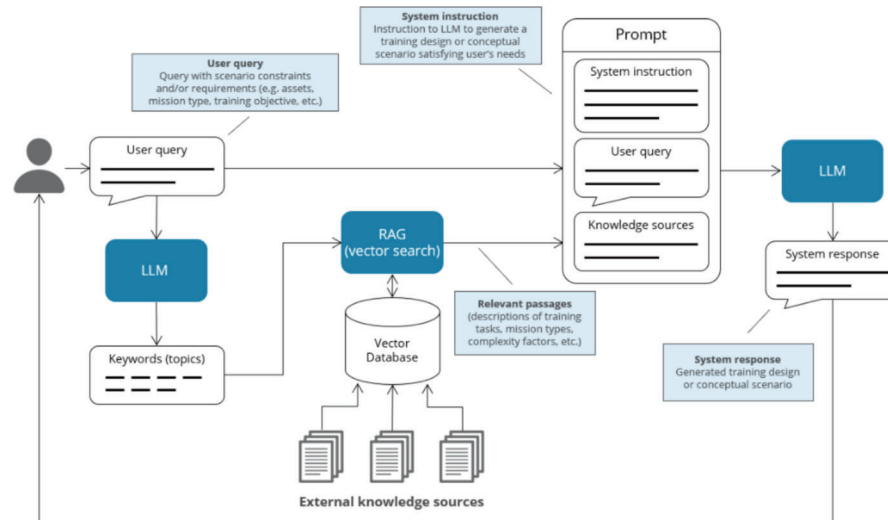 System instruction
Instruction to LLM to generate a
training design or conceptual
scenario satisfying user's needs
Prompt
System instruction
User query
Query with scenario constraints
and/or requirements (e.g. assets,
mission type, training objective, etc.)
User query
User query
LLM
Knowledge sources
RAG
(vector search)
LLM
System response
Relevant passages
(descriptions of training
tasks, mission types,
complexity factors, etc.)
Vector
Database
Keywords (topics)
System response
Generated training design
or conceptual scenario
External knowledge sources